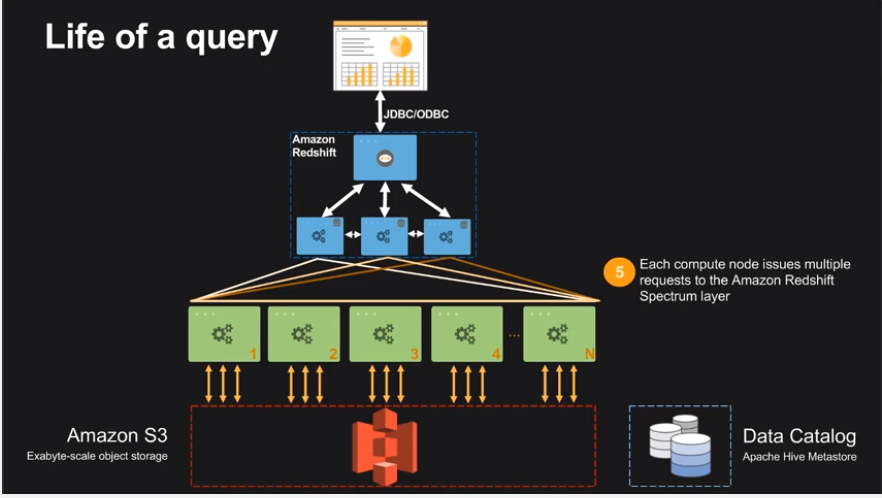 Life of a query
JDBC/ODBC
Amazon
Redshift
5
Each compute node issues multiple
requests to the Amazon Redshift
Spectrum layer
1
2
3
4
...
N
Amazon S3
Exabyte-scale object storage
Data Catalog
Apache Hive Metastore